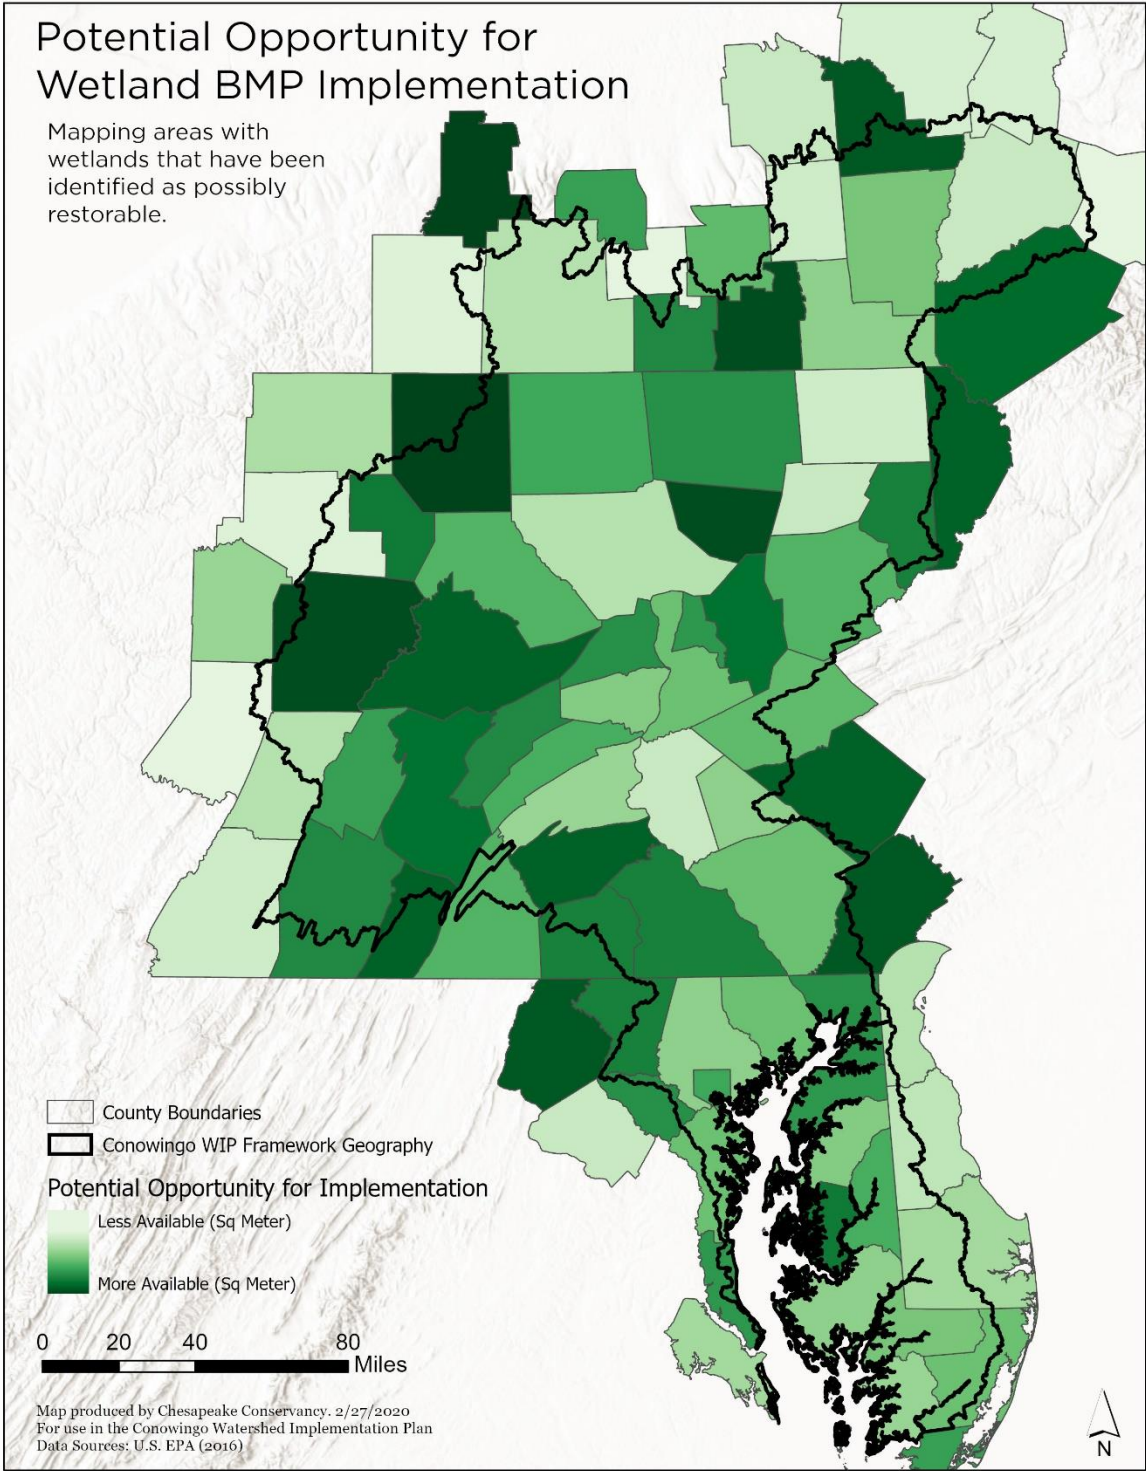 Potential Opportunity for
Wetland BMP Implementation
Mapping areas with
wetlands that have been
identified as possibly
restorable.
County Boundaries
Conowingo WIP Framework Geography
Potential Opportunity for Implementation
Less Available (Sq Meter)
More Available (Sq Meter)
0 20 40 80
Miles
Map produced by Chesapeake Conservancy. 2/27/2020
For use in the Conowingo Watershed Implementation Plan
Data Sources: U.S. EPA (2016)
N